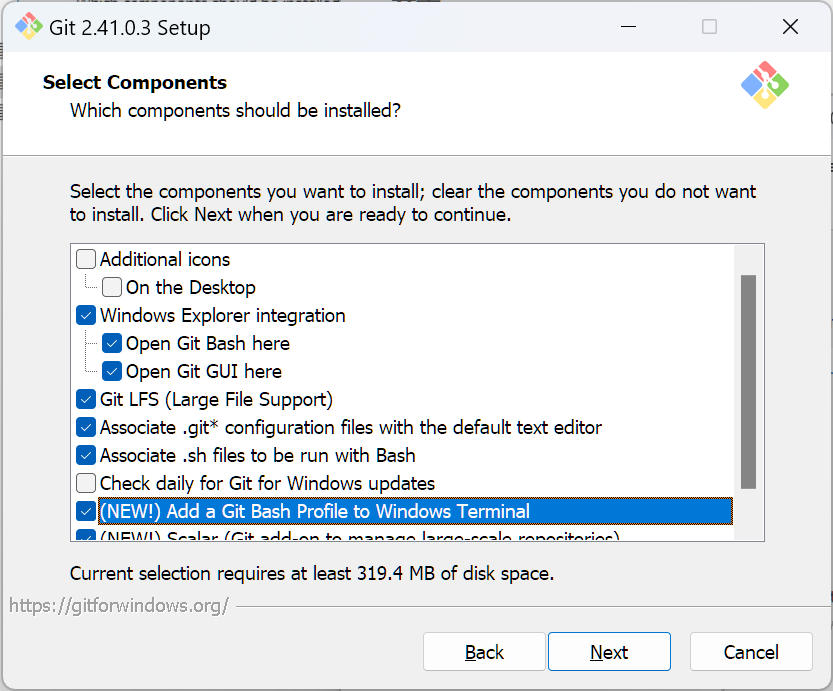 Git 2.41.0.3 Setup
Select Components
Which components should be installed?
Select the components you want to install; clear the components you do not want
to install. Click Next when you are ready to continue.
Additional icons
On the Desktop
Windows Explorer integration
Open Git Bash here
Open Git GUI here
Git LFS (Large File Support)
Associate .git* configuration files with the default text editor
Associate .sh files to be run with Bash
Check daily for Git for Windows updates
(NEW!) Add a Git Bash Profile to Windows Terminal
(NEW!) Scalar (Git add-on to manage large-scale repositories)
Current selection requires at least 319.4 MB of disk space.
https://gitforwindows.org/
Back
Next
Cancel